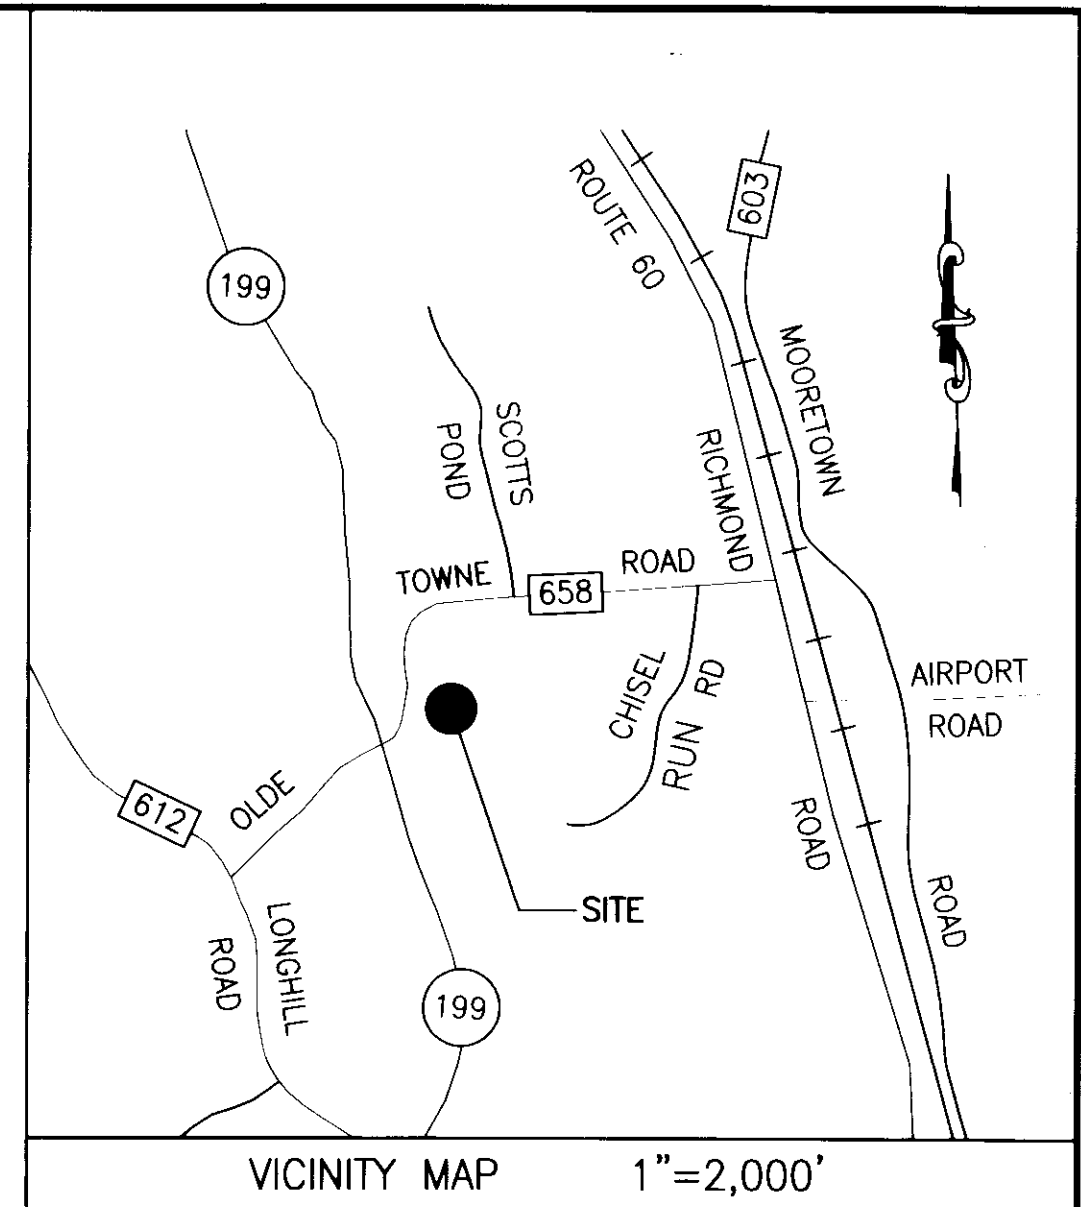 ROUTE 60
603
199
MOORETOWN
SCOTTS
POND
RICHMOND
TOWNE
658
ROAD
CHISEL
RUN RD
AIRPORT
ROAD
612
OLDE
ROAD
ROAD
SITE
LONGHILL
ROAD
199
VICINITY MAP 1"=2,000'